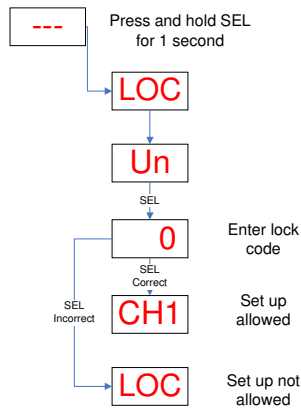 ---
Press and hold SEL
for 1 second
LOC
Un
SEL
0
Enter lock
code
SEL
Correct
SEL
Incorrect
CH1
Set up
allowed
LOC
Set up not
allowed